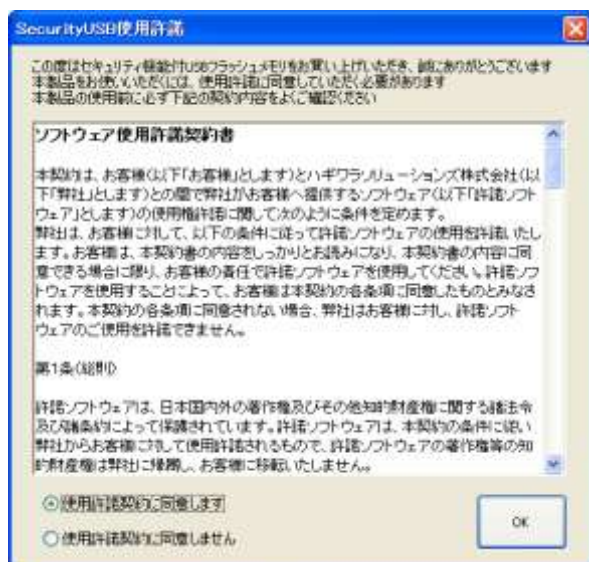 SecurityUSB使用許諾
この度はセキュリティ機能付USBフラッシュメモリをお買い上げいただき、誠にありがとうございます
本製品をお使いいただくには、使用許諾に同意していただく必要があります
本製品の使用前に必ず下記の契約内容をよくご確認ください
ソフトウェア使用許諾契約書
本契約は、お客様(以下「お客様」とします)とハギワラソリューションズ株式会社(以
下「弊社」とします)との間で弊社がお客様へ提供するソフトウェア(以下「許諾ソフト
ウェア」とします)の使用権許諾に関して次のように条件を定めます。
弊社は、お客様に対して、以下の条件に従って許諾ソフトウェアの使用を許諾いたし
ます。お客様は、本契約書の内容をしっかりとお読みになり、本契約書の内容に同
意できる場合に限り、お客様の責任で許諾ソフトウェアを使用してください。許諾ソフ
トウェアを使用することによって、お客様は本契約の各条項に同意したものとみなさ
れます。本契約の各条項に同意されない場合、弊社はお客様に対し、許諾ソフト
ウェアのご使用を許諾できません。
第1条(総則)
許諾ソフトウェアは、日本国内外の著作権及びその他知的財産権に関する諸法令
及び諸条約によって保護されています。許諾ソフトウェアは、本契約の条件に従い
弊社からお客様に対して使用許諾されるもので、許諾ソフトウェアの著作権等の知
的財産権は弊社に帰属し、お客様に移転いたしません。
使用許諾契約に同意します
使用許諾契約に同意しません
OK